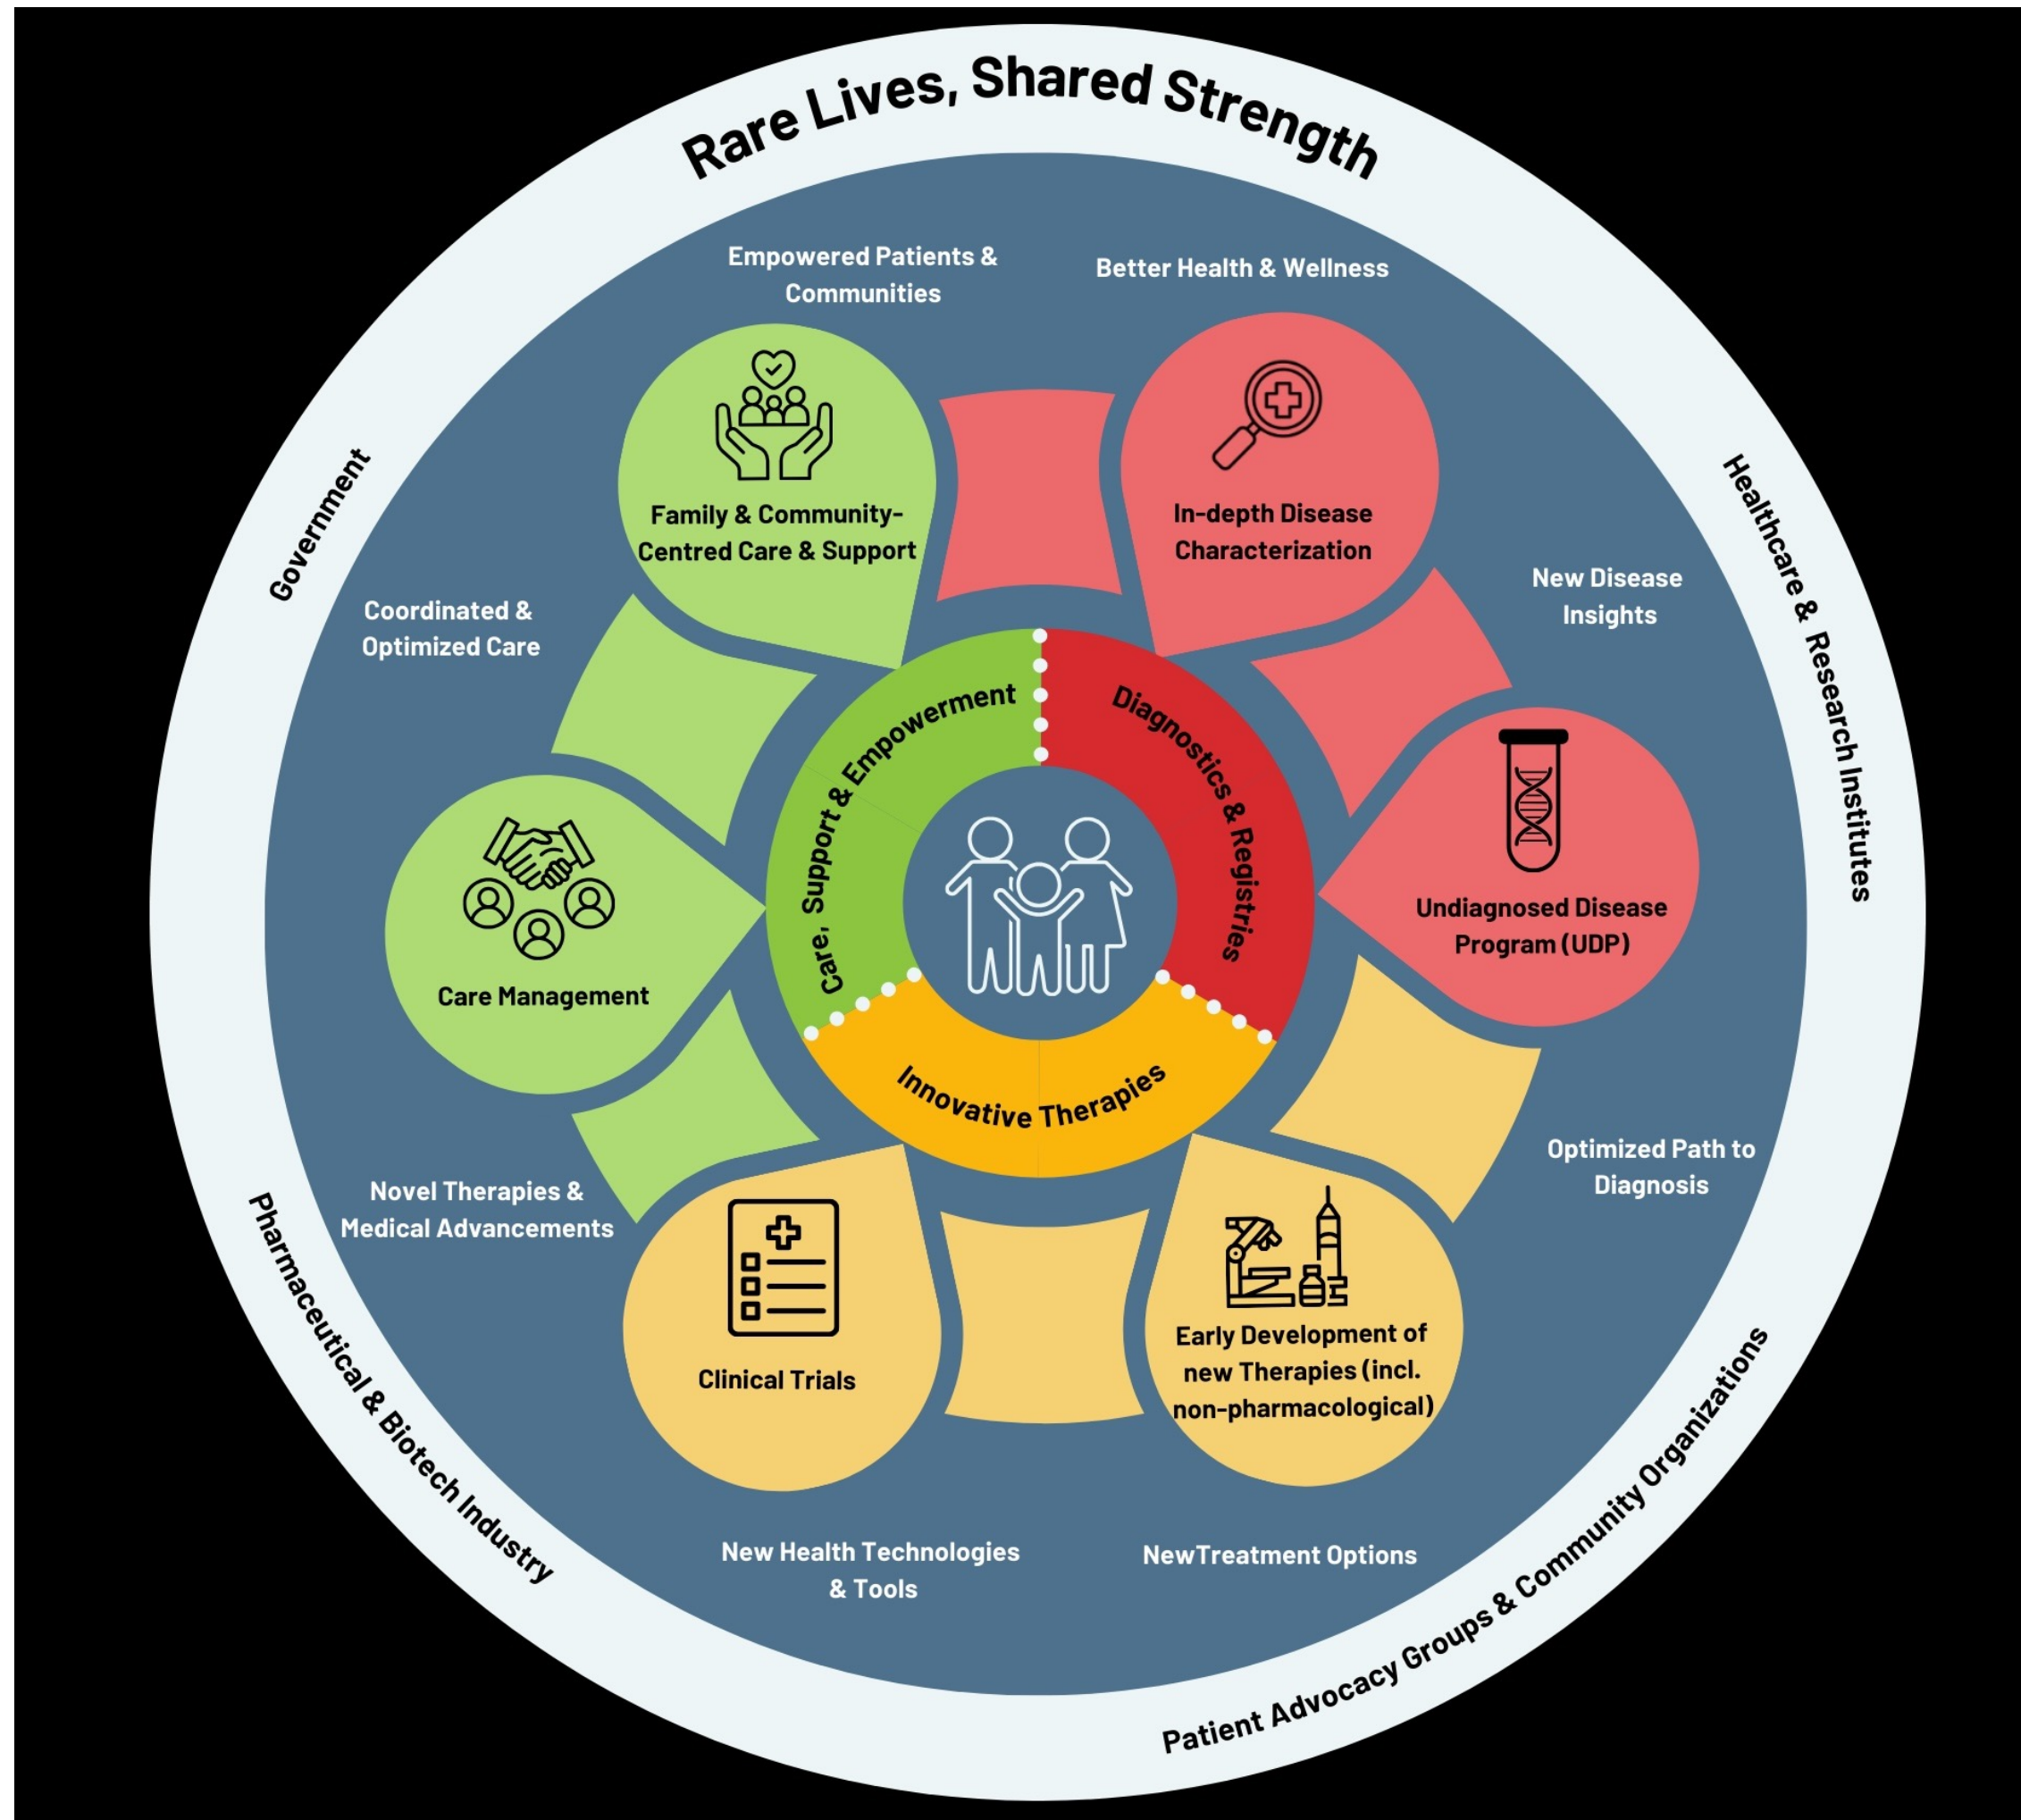 Rare Lives, Shared Strength
Government
Healthcare & Research Institutes
Pharmaceutical & Biotech Industry
Patient Advocacy Groups & Community Organizations
Empowered Patients &
Communities
Better Health & Wellness
New Disease
Insights
Optimized Path to
Diagnosis
NewTreatment Options
New Health Technologies
& Tools
Novel Therapies &
Medical Advancements
Coordinated &
Optimized Care
Family & Community-
Centred Care & Support
In-depth Disease
Characterization
Undiagnosed Disease
Program (UDP)
Early Development of
new Therapies (incl.
non-pharmacological)
Clinical Trials
Care Management
Care, Support & Empowerment
Diagnostics & Registries
Innovative Therapies